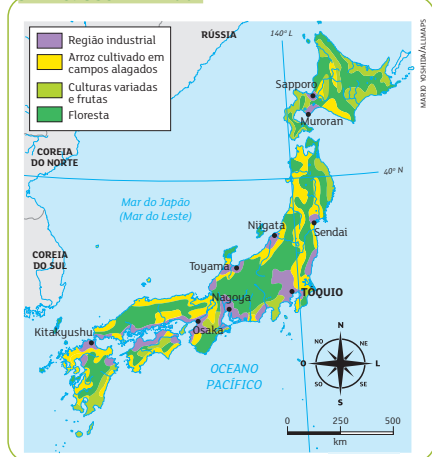 Região industrial
Arroz cultivado em
campos alagados
Culturas variadas
e frutas
Floresta
RÚSSIA
140º L
MARIO YOSHIDA/ALLMAPS
Sapporo
Muroran
COREIA
DO NORTE
40º N
Mar do Japão
(Mar do Leste)
Niigata
Sendai
COREIA
DO SUL
Toyama
TÓQUIO
Nagoya
Kitakyushu
Osaka
OCEANO
PACÍFICO
N
NO
NE
O
L
SO
SE
S
0 250 500
km